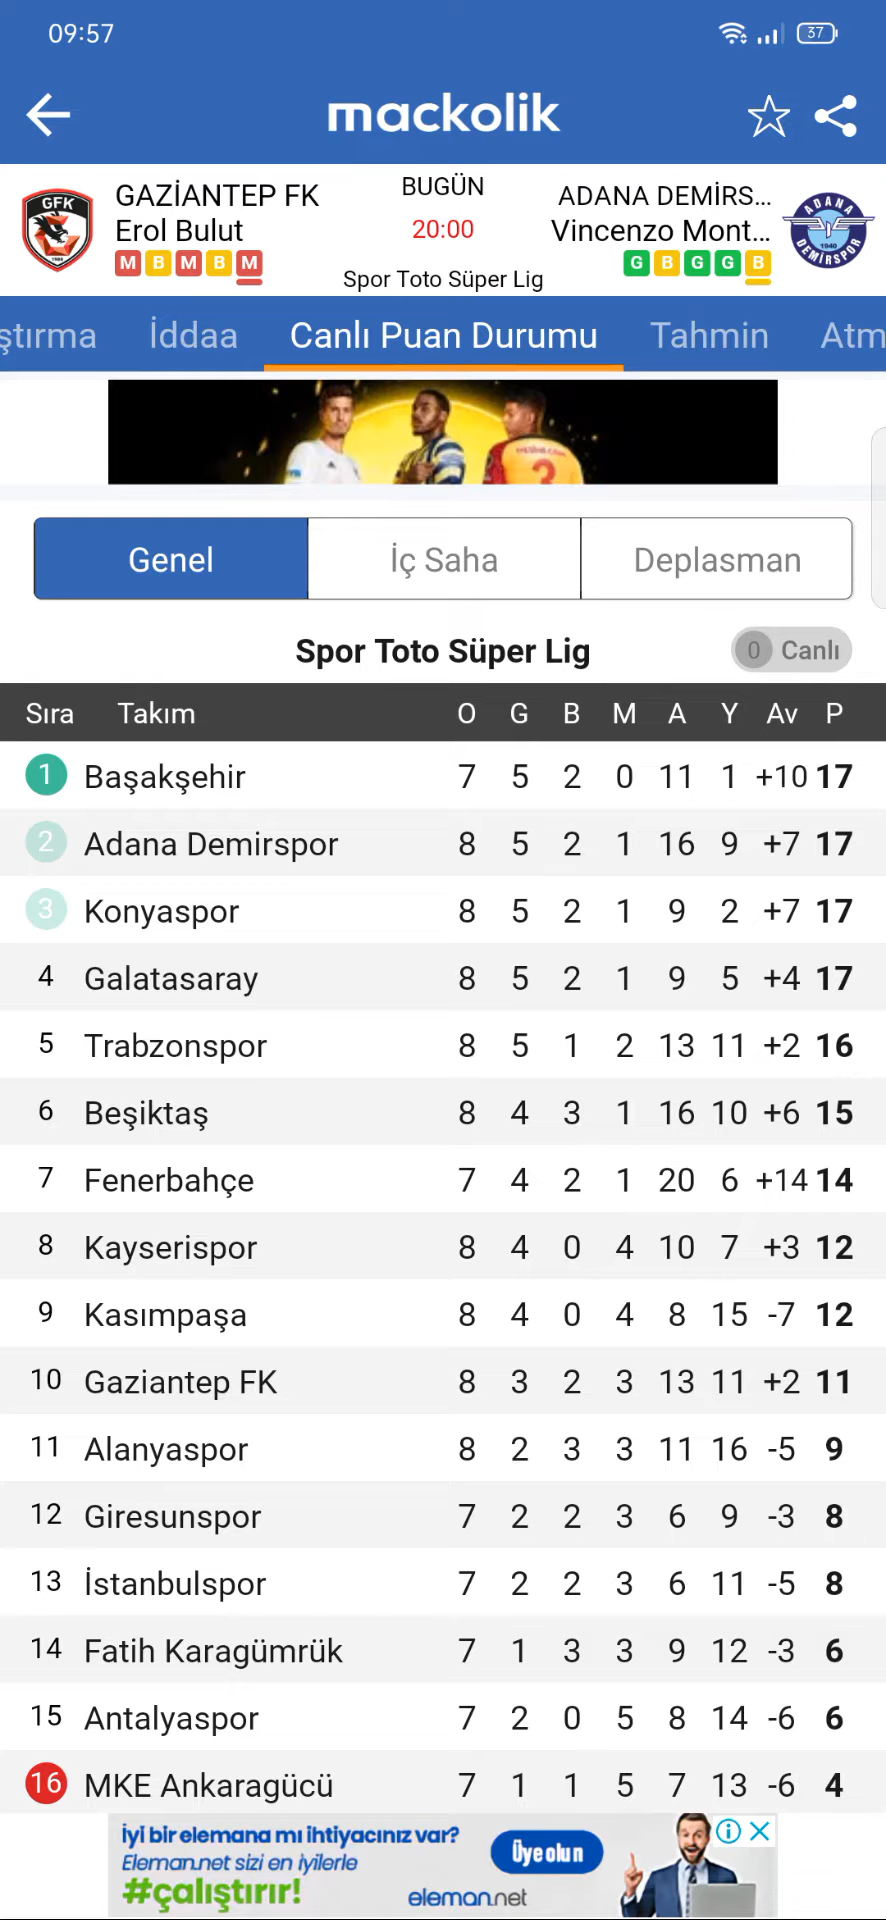 09:57
37
mackolik
GAZİANTEP FK
Erol Bulut
M B M B M
BUGÜN
20:00
Spor Toto Süper Lig
ADANA DEMİRS...
Vincenzo Mont...
G B G G B
GFK
ADANA
1940
DEMİRSPOR
ştırma İddaa Canlı Puan Durumu Tahmin Atm
Genel İç Saha Deplasman
Spor Toto Süper Lig
0 Canlı
Sıra Takım O G B M A Y Av P
1 Başakşehir 7 5 2 0 11 1 +10 17
2 Adana Demirspor 8 5 2 1 16 9 +7 17
3 Konyaspor 8 5 2 1 9 2 +7 17
4 Galatasaray 8 5 2 1 9 5 +4 17
5 Trabzonspor 8 5 1 2 13 11 +2 16
6 Beşiktaş 8 4 3 1 16 10 +6 15
7 Fenerbahçe 7 4 2 1 20 6 +14 14
8 Kayserispor 8 4 0 4 10 7 +3 12
9 Kasımpaşa 8 4 0 4 8 15 -7 12
10 Gaziantep FK 8 3 2 3 13 11 +2 11
11 Alanyaspor 8 2 3 3 11 16 -5 9
12 Giresunspor 7 2 2 3 6 9 -3 8
13 İstanbulspor 7 2 2 3 6 11 -5 8
14 Fatih Karagümrük 7 1 3 3 9 12 -3 6
15 Antalyaspor 7 2 0 5 8 14 -6 6
16 MKE Ankaragücü 7 1 1 5 7 13 -6 4
İyi bir elemana mı ihtiyacınız var?
Eleman.net sizi en iyilerle
#çalıştırır!
Üye olun
eleman.net